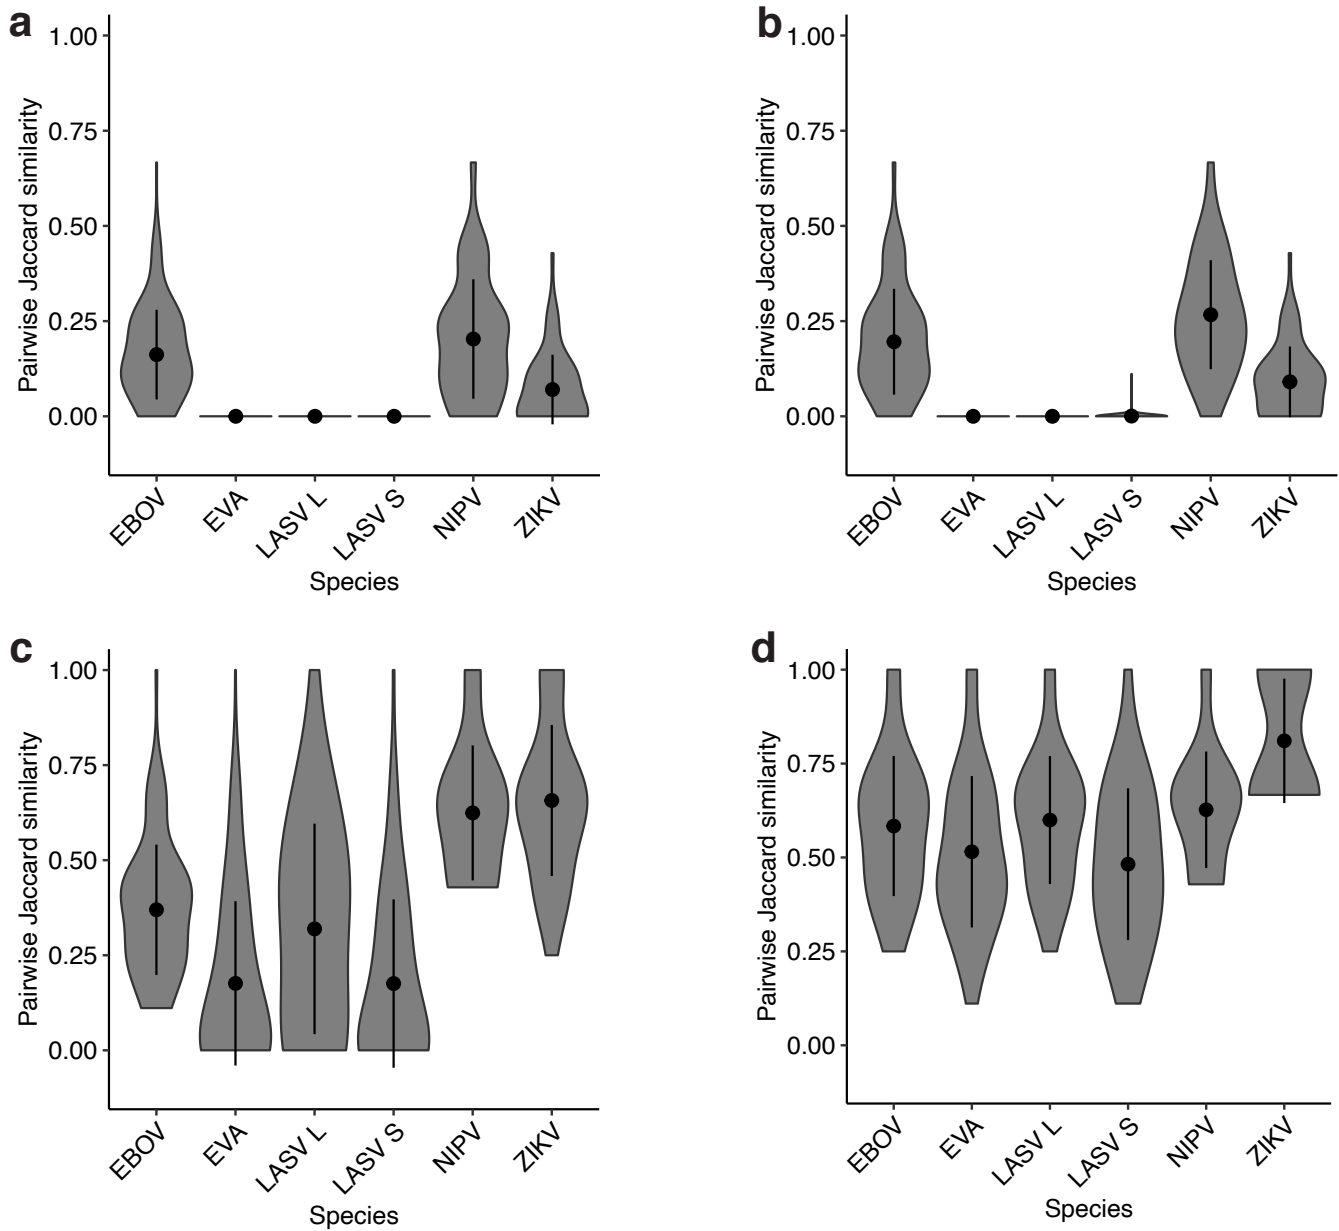 a
1.00
0.75
0.50
0.25
0.00
Pairwise Jaccard similarity
EBOV
EVA
LASV L
LASV S
NIPV
ZIKV
Species
b
1.00
0.75
0.50
0.25
0.00
Pairwise Jaccard similarity
EBOV
EVA
LASV L
LASV S
NIPV
ZIKV
Species
c
1.00
0.75
0.50
0.25
0.00
Pairwise Jaccard similarity
EBOV
EVA
LASV L
LASV S
NIPV
ZIKV
Species
d
1.00
0.75
0.50
0.25
0.00
Pairwise Jaccard similarity
EBOV
EVA
LASV L
LASV S
NIPV
ZIKV
Species